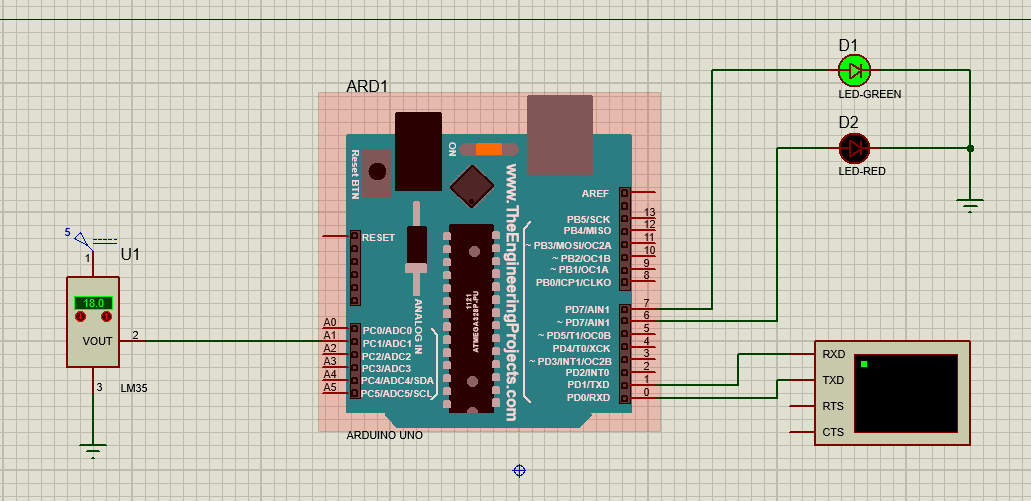 D1
LED-GREEN
D2
LED-RED
ARD1
ON
Reset BTN
www.TheEngineeringProjects.com
AREF
RESET
PB5/SCK 13
PB4/MISO 12
~ PB3/MOSI/OC2A 11
~ PB2/OC1B 10
~ PB1/OC1A 9
PB0/ICP1/CLKO 8
1121
ATMEGA328P-PU
ANALOG IN
PD7/AIN1 7
~ PD7/AIN1 6
~ PD5/T1/OC0B 5
PD4/T0/XCK 4
~ PD3/INT1/OC2B 3
PD2/INT0 2
PD1/TXD 1
PD0/RXD 0
A0 PC0/ADC0
A1 PC1/ADC1
A2 PC2/ADC2
A3 PC3/ADC3
A4 PC4/ADC4/SDA
A5 PC5/ADC5/SCL
ARDUINO UNO
5
U1
1
18.0
VOUT 2
3 LM35
RXD
TXD
RTS
CTS